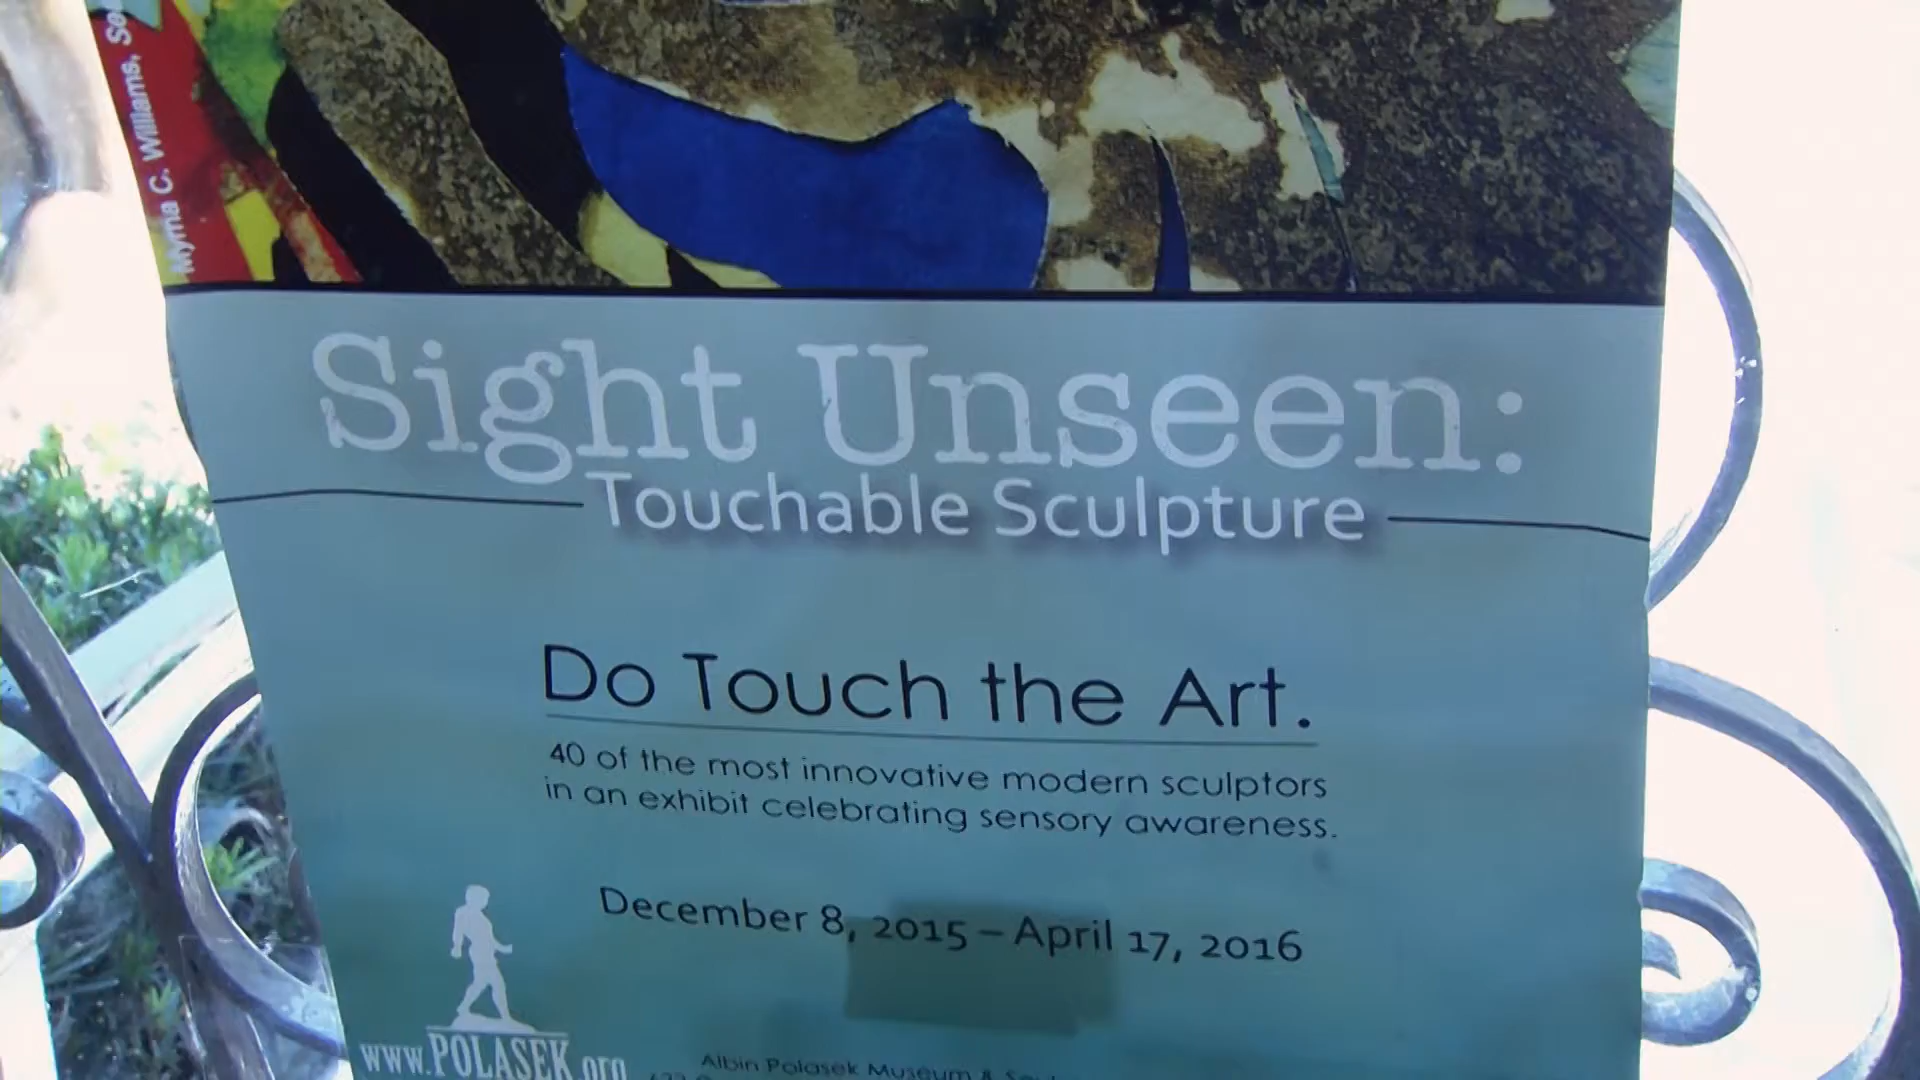 Myrna C. Williams,
Sight Unseen:
Touchable Sculpture
Do Touch the Art.
40 of the most innovative modern sculptors
in an exhibit celebrating sensory awareness.
December 8, 2015 – April 17, 2016
www.POLASEK.org
Albin Polasek Museum &